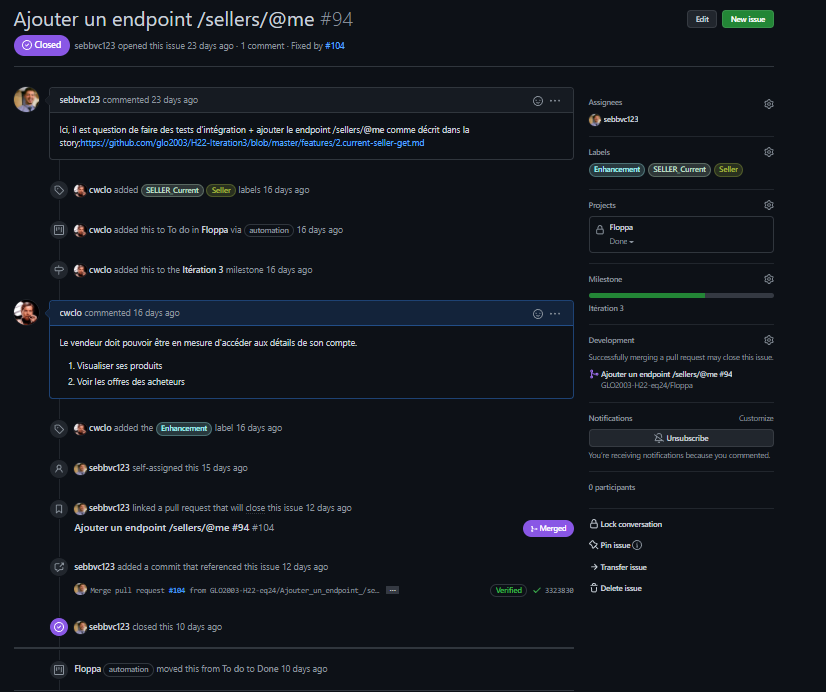 Ajouter un endpoint /sellers/@me #94
Edit
New issue
Closed
sebbvc123 opened this issue 23 days ago · 1 comment · Fixed by #104
sebbvc123 commented 23 days ago
Ici, il est question de faire des tests d'intégration + ajouter le endpoint /sellers/@me comme décrit dans la
story;https://github.com/glo2003/H22-Iteration3/blob/master/features/2.current-seller-get.md
cwclo added SELLER_Current Seller labels 16 days ago
cwclo added this to To do in Floppa via automation 16 days ago
cwclo added this to the Itération 3 milestone 16 days ago
cwclo commented 16 days ago
Le vendeur doit pouvoir être en mesure d'accéder aux détails de son compte.
1. Visualiser ses produits
2. Voir les offres des acheteurs
cwclo added the Enhancement label 16 days ago
sebbvc123 self-assigned this 15 days ago
sebbvc123 linked a pull request that will close this issue 12 days ago
Ajouter un endpoint /sellers/@me #94 #104
Merged
sebbvc123 added a commit that referenced this issue 12 days ago
Merge pull request #104 from GLO2003-H22-eq24/Ajouter_un_endpoint_/se… …
Verified
3323830
sebbvc123 closed this 10 days ago
Floppa automation moved this from To do to Done 10 days ago
Assignees
sebbvc123
Labels
Enhancement SELLER_Current Seller
Projects
Floppa
Done
Milestone
Itération 3
Development
Successfully merging a pull request may close this issue.
Ajouter un endpoint /sellers/@me #94
GLO2003-H22-eq24/Floppa
Notifications
Customize
Unsubscribe
You're receiving notifications because you commented.
0 participants
Lock conversation
Pin issue
Transfer issue
Delete issue